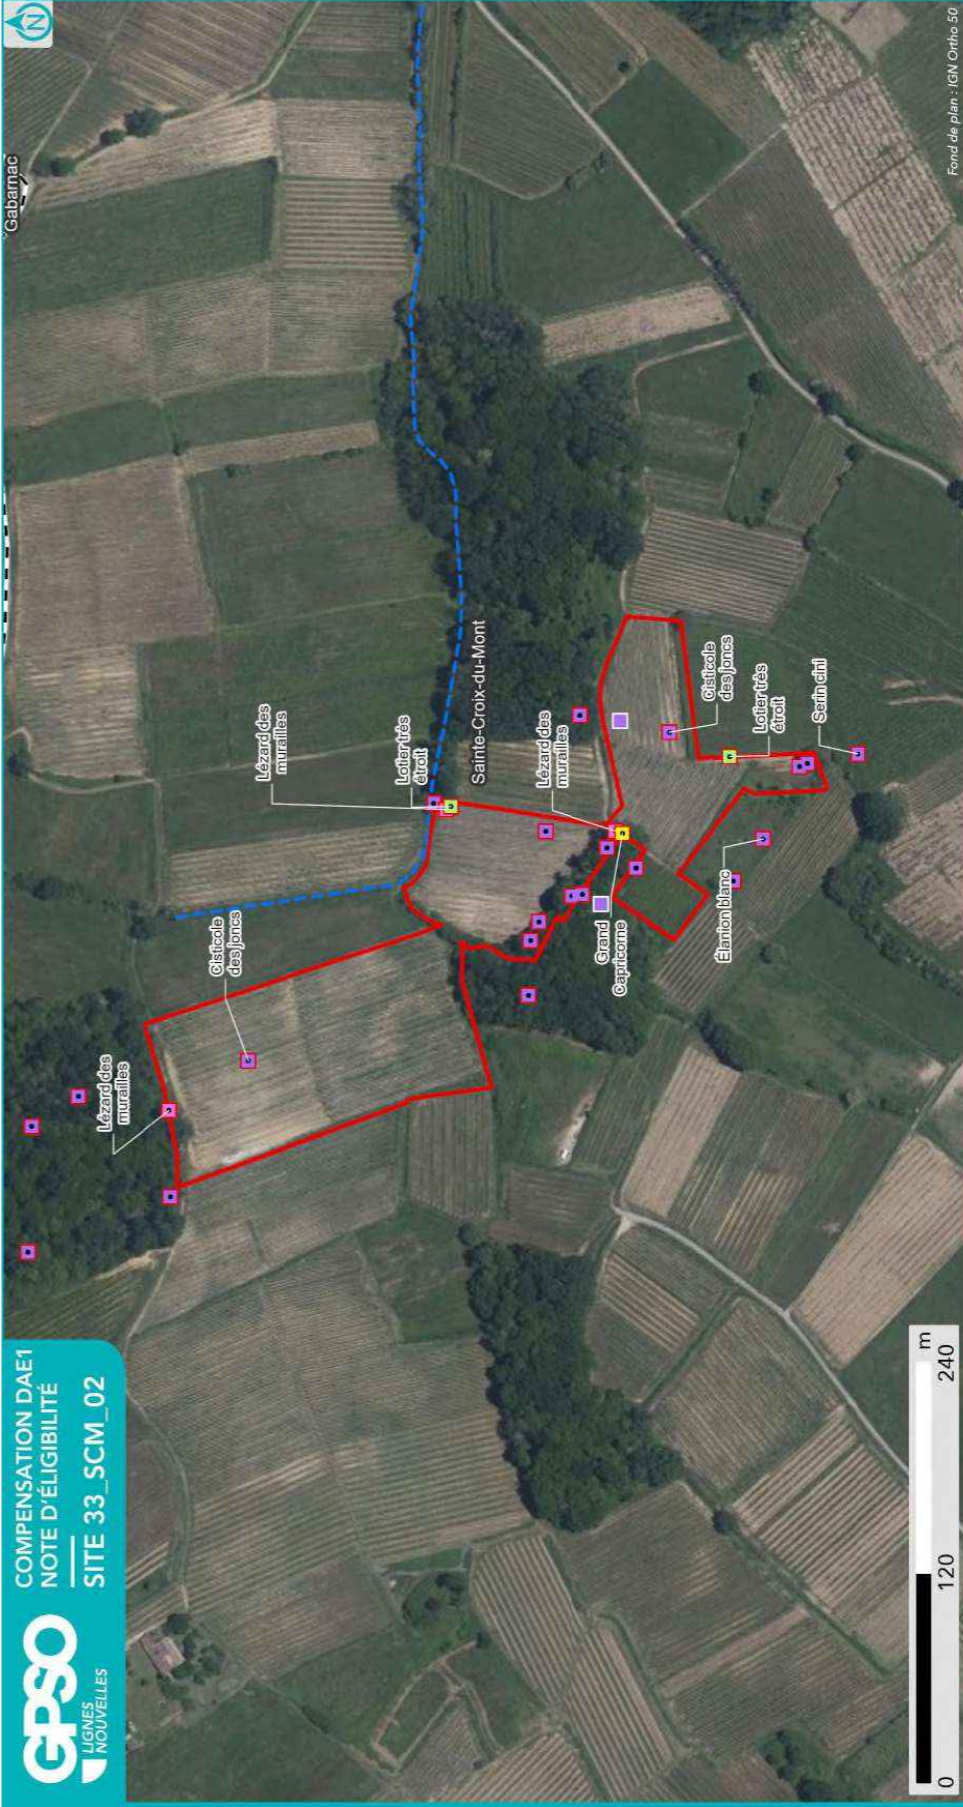 GPSO
LIGNES
NOUVELLES
COMPENSATION DAE1
NOTE D'ÉLIGIBILITÉ
SITE 33_SCM_02
N
Gabarnac
Lézard des
murailles
Cisticole
des joncs
Lézard des
murailles
Lotier très
étroit
Sainte-Croix-du-Mont
Lézard des
murailles
Grand
Capricorne
Cisticole
des joncs
Lotier très
étroit
Élanion blanc
Serin cini
0 120 240 m
Fond de plan : IGN Ortho 50